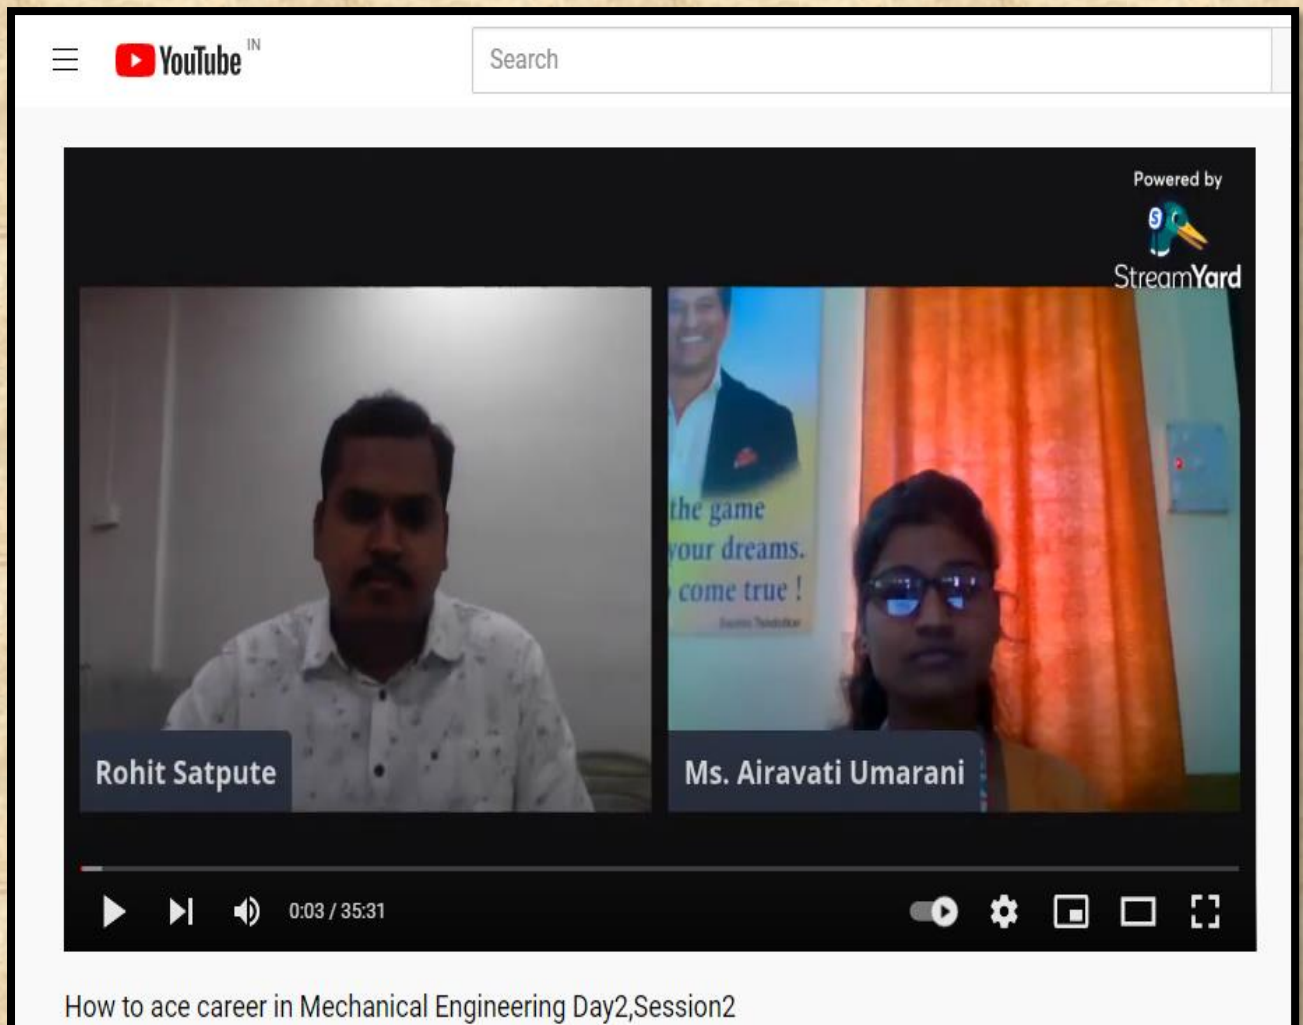 YouTube IN
Search
Powered by
S
StreamYard
the game
your dreams.
come true !
Rohit Satpute
Ms. Airavati Umarani
0:03 / 35:31
How to ace career in Mechanical Engineering Day2,Session2